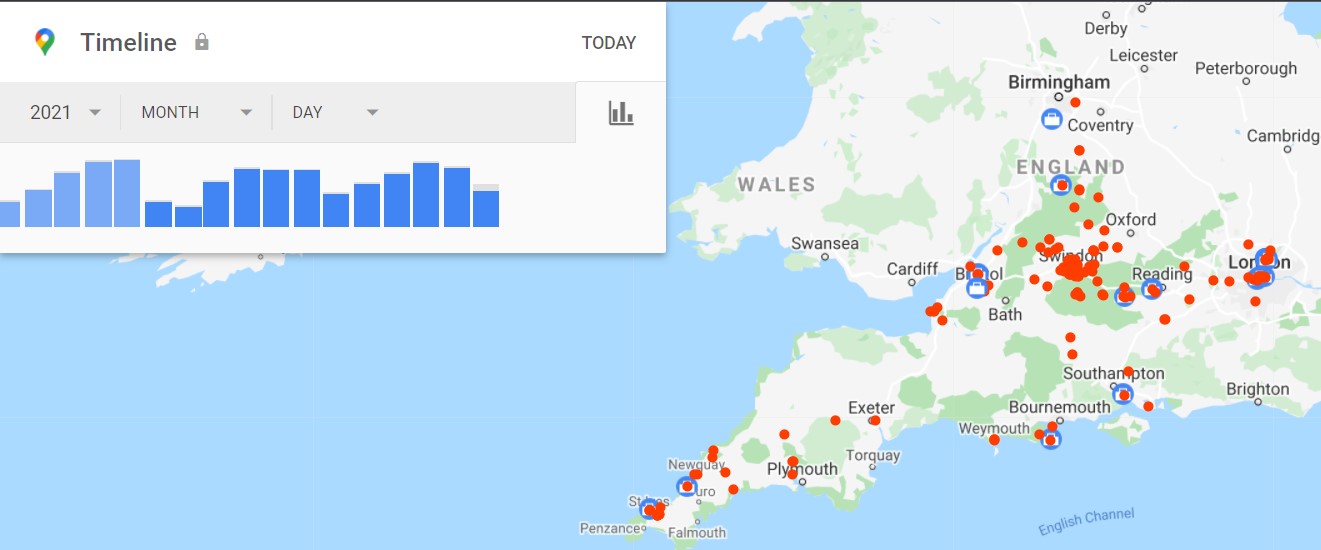 Timeline
TODAY
2021
MONTH
DAY
Derby
Leicester
Peterborough
Birmingham
Coventry
Cambridg
ENGLAND
WALES
Oxford
Swansea
Swindon
London
Cardiff
Bristol
Reading
Bath
Southampton
Brighton
Exeter
Bournemouth
Weymouth
Torquay
Newquay
Plymouth
uro
St Ives
Penzance
Falmouth
English Channel